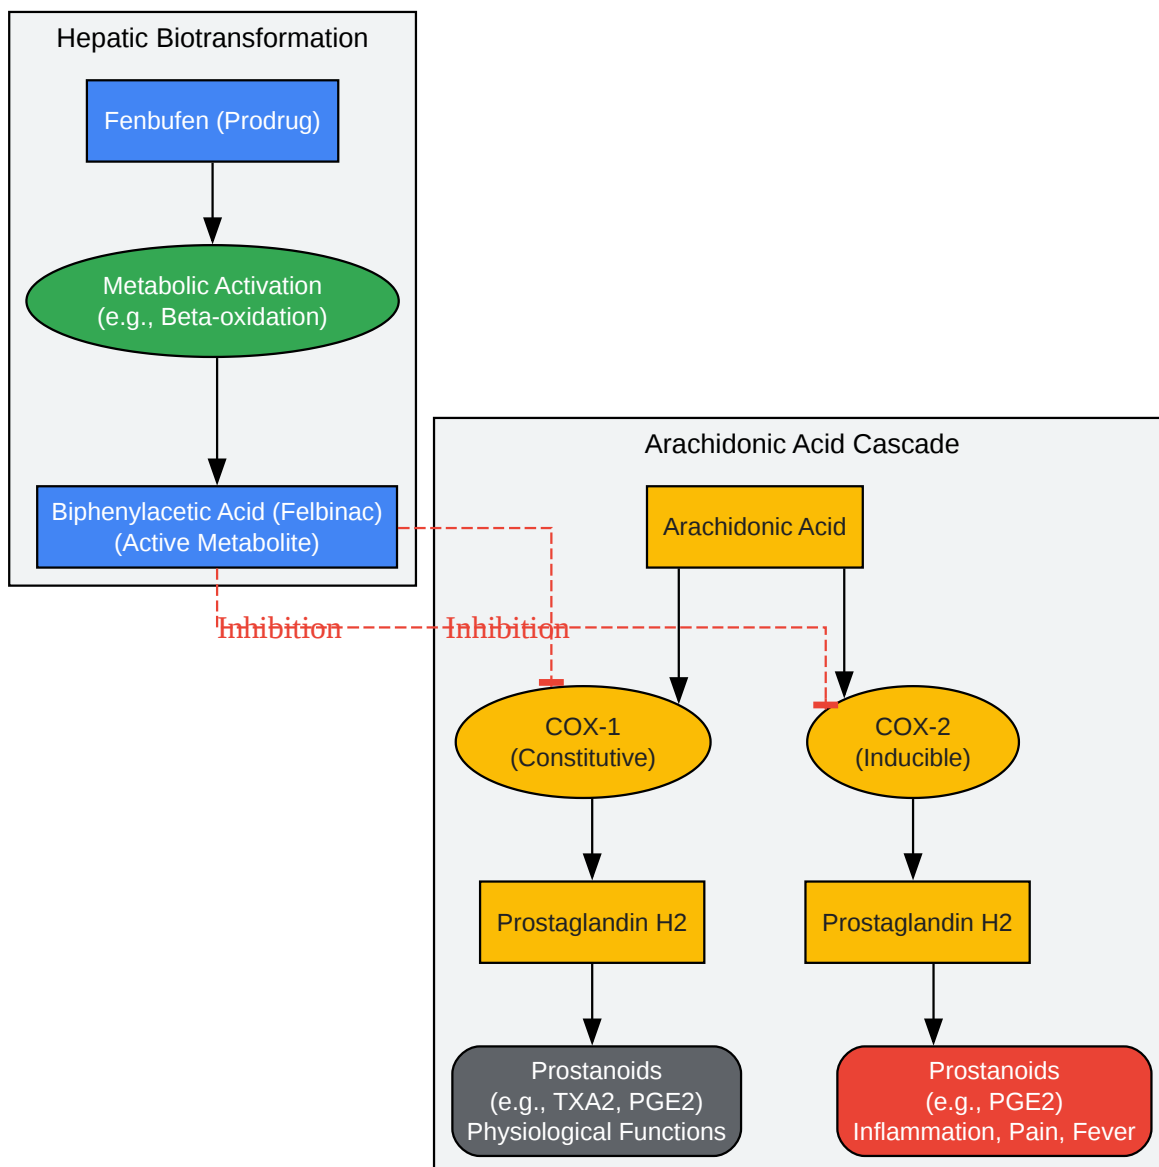 Hepatic Biotransformation
Fenbufen (Prodrug)
Metabolic Activation
(e.g., Beta-oxidation)
Biphenylacetic Acid (Felbinac)
(Active Metabolite)
Arachidonic Acid Cascade
Arachidonic Acid
Inhibition
Inhibition
COX-1
(Constitutive)
COX-2
(Inducible)
Prostaglandin H2
Prostaglandin H2
Prostanoids
(e.g., TXA2, PGE2)
Physiological Functions
Prostanoids
(e.g., PGE2)
Inflammation, Pain, Fever